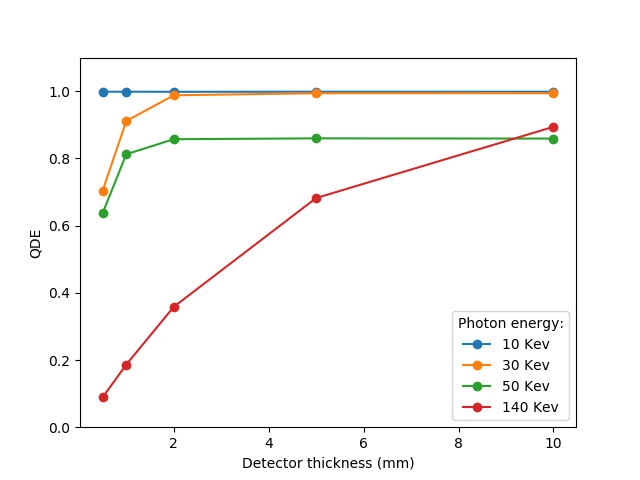 1.0
0.8
0.6
0.4
0.2
0.0
QDE
2 4 6 8 10
Detector thickness (mm)
Photon energy:
10 Kev
30 Kev
50 Kev
140 Kev